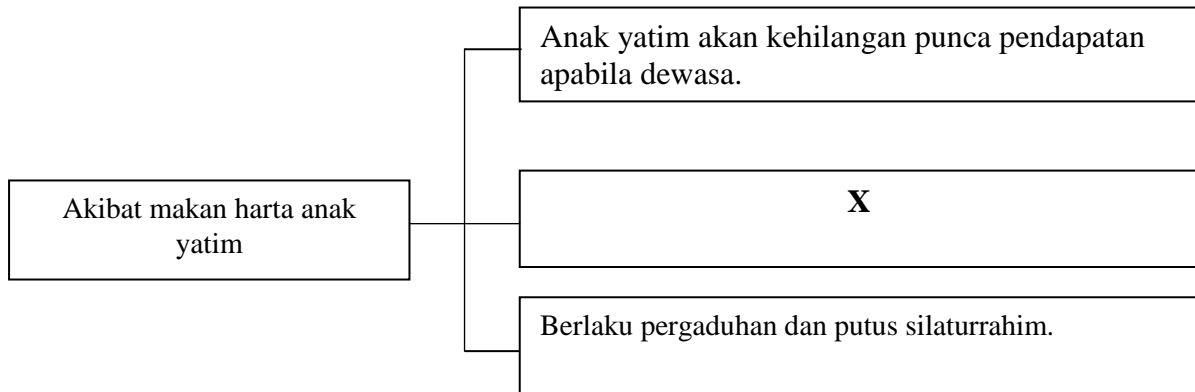 Anak yatim akan kehilangan punca pendapatan
apabila dewasa.
Akibat makan harta anak
yatim
X
Berlaku pergaduhan dan putus silaturrahim.